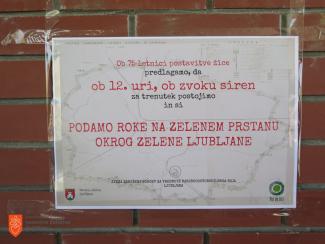 Ob 75-letnici postavitve žice
predlagamo, da
ob 12. uri, ob zvoku siren
za trenutek postojimo
in si
PODAMO ROKE NA ZELENEM PRSTANU
OKROG ZELENE LJUBLJANE
LJUBLJANA